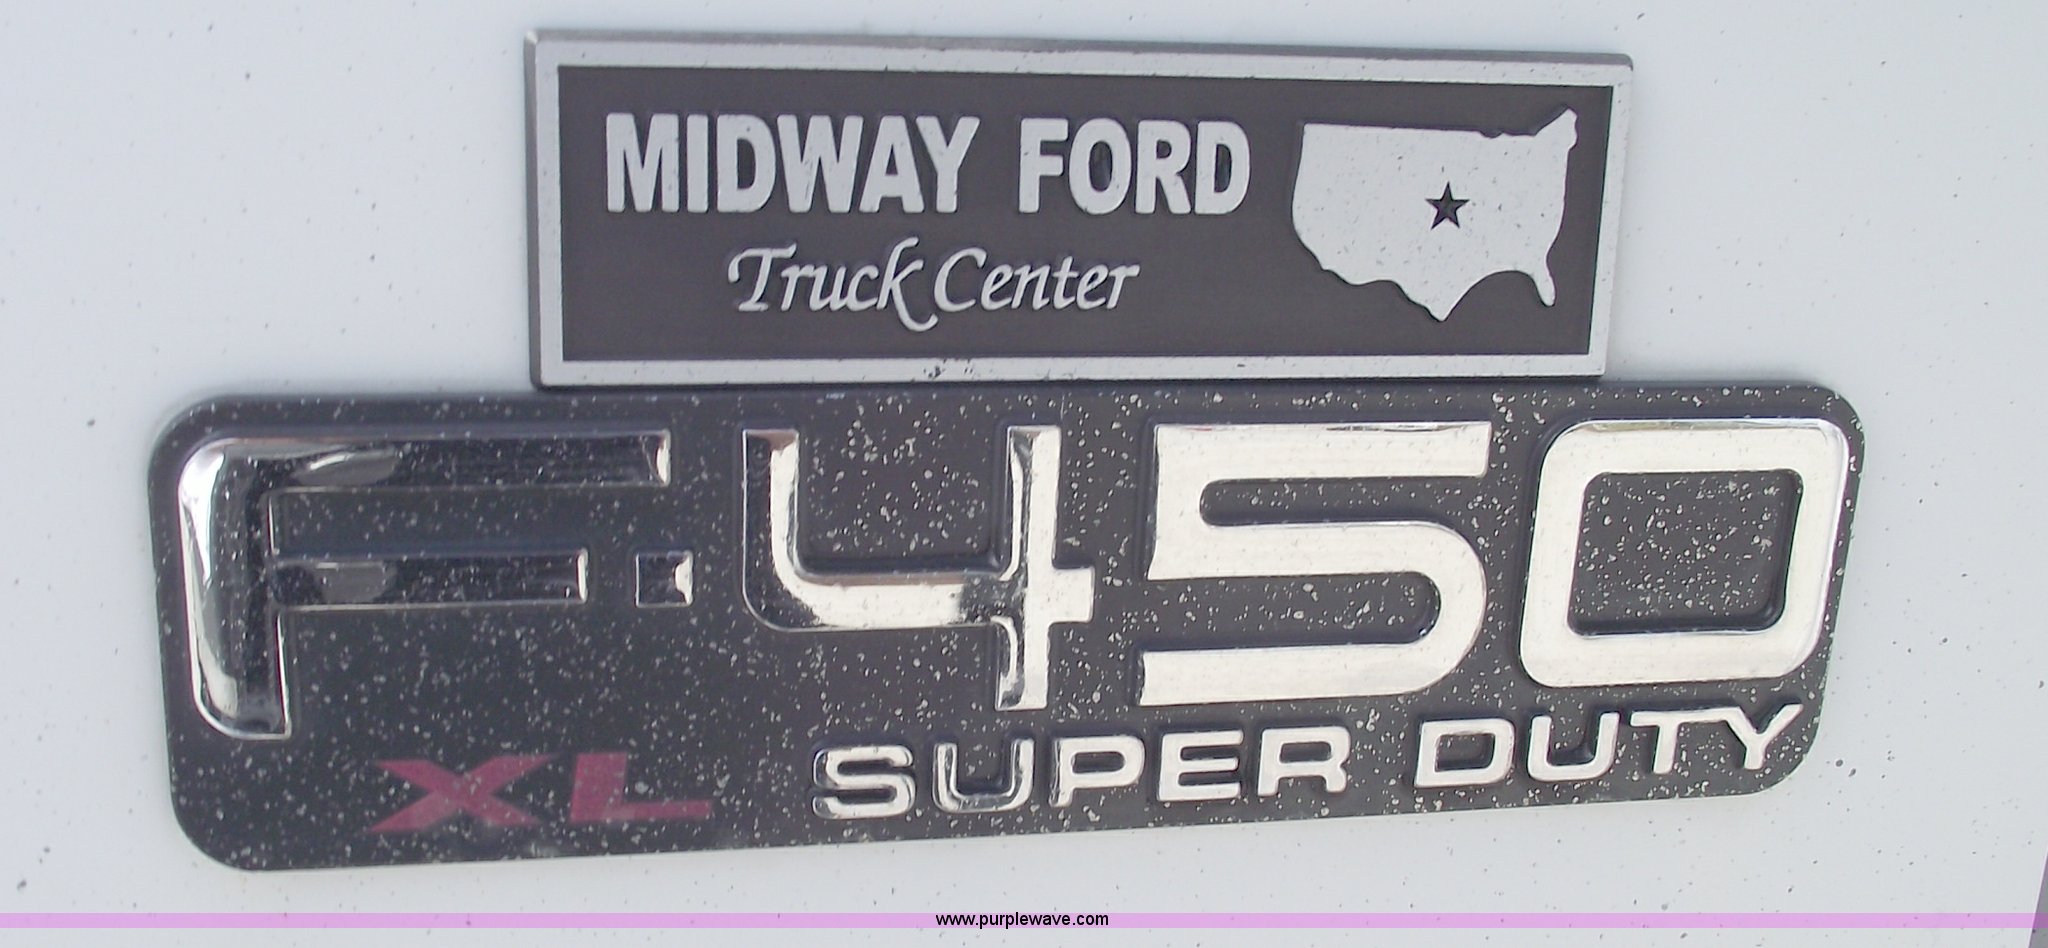 MIDWAY FORD
Truck Center
F-450
XL SUPER DUTY
www.purplewave.com